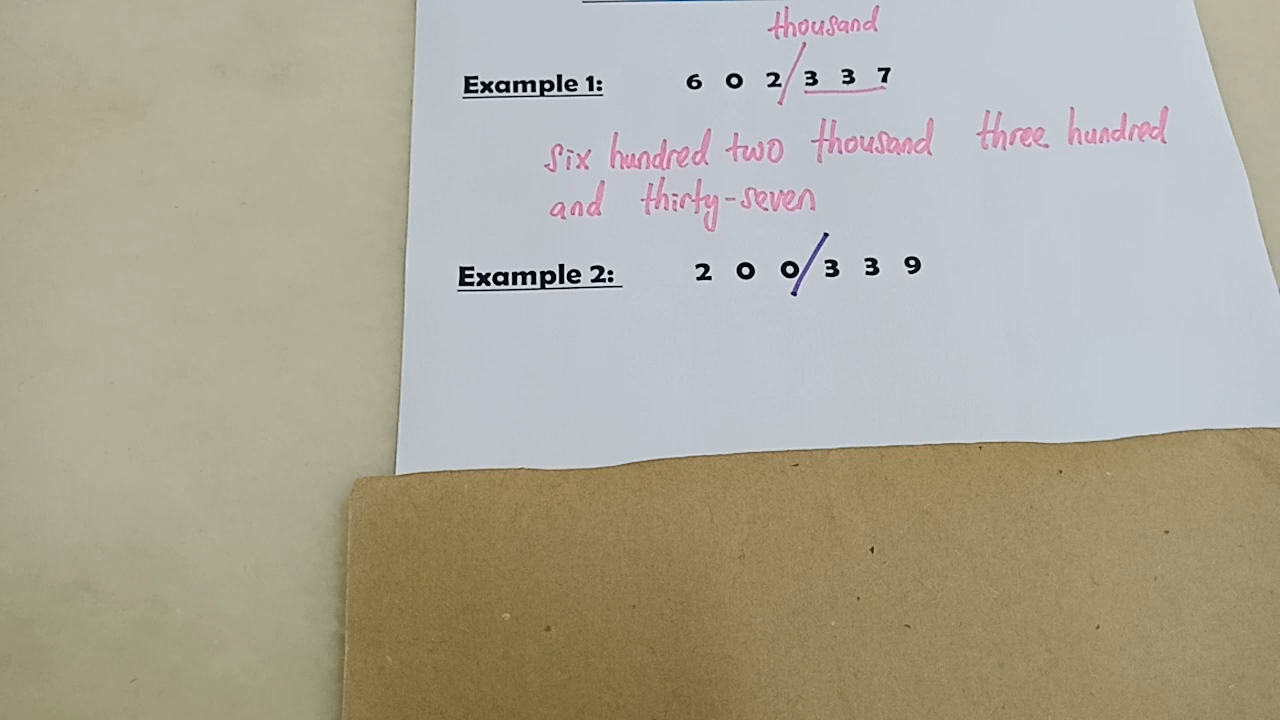 thousand
Example 1: 6 0 2/3 3 7
six hundred two thousand three hundred
and thirty-seven
Example 2: 2 0 0/3 3 9